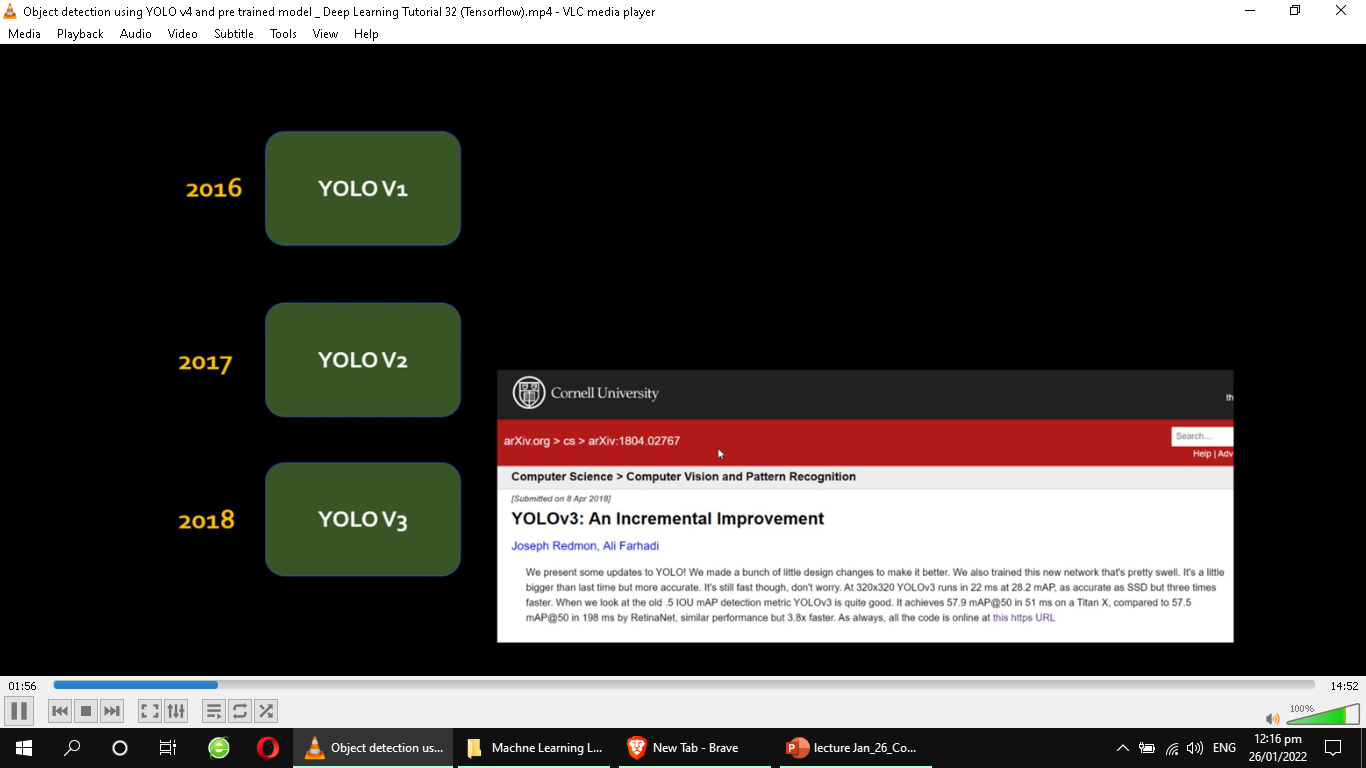 Object detection using YOLO v4 and pre trained model _ Deep Learning Tutorial 32 (Tensorflow).mp4 - VLC media player
Media Playback Audio Video Subtitle Tools View Help
2016
YOLO V1
2017
YOLO V2
2018
YOLO V3
Cornell University
th
arXiv.org > cs > arXiv:1804.02767
Search...
Help | Adv
Computer Science > Computer Vision and Pattern Recognition
[Submitted on 8 Apr 2018]
YOLOv3: An Incremental Improvement
Joseph Redmon, Ali Farhadi
We present some updates to YOLO! We made a bunch of little design changes to make it better. We also trained this new network that's pretty swell. It's a little
bigger than last time but more accurate. It's still fast though, don't worry. At 320x320 YOLOv3 runs in 22 ms at 28.2 mAP, as accurate as SSD but three times
faster. When we look at the old .5 IOU mAP detection metric YOLOv3 is quite good. It achieves 57.9 mAP@50 in 51 ms on a Titan X, compared to 57.5
mAP@50 in 198 ms by RetinaNet, similar performance but 3.8x faster. As always, all the code is online at this https URL
01:56
14:52
100%
Object detection us...
Machne Learning L...
New Tab - Brave
lecture Jan_26_Co...
ENG
12:16 pm
26/01/2022